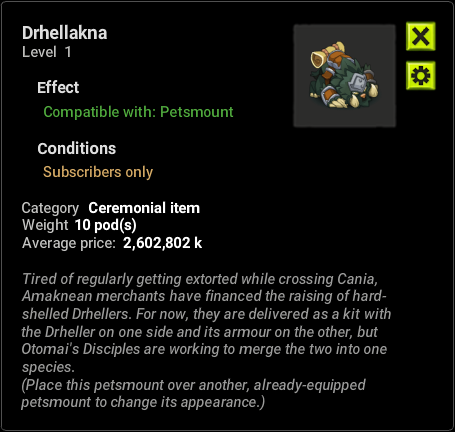 Drhellakna
Level 1
Effect
Compatible with: Petsmount
Conditions
Subscribers only
Category Ceremonial item
Weight 10 pod(s)
Average price: 2,602,802 k
Tired of regularly getting extorted while crossing Cania,
Amaknean merchants have financed the raising of hard-
shelled Drhellers. For now, they are delivered as a kit with
the Drheller on one side and its armour on the other, but
Otomai's Disciples are working to merge the two into one
species.
(Place this petsmount over another, already-equipped
petsmount to change its appearance.)